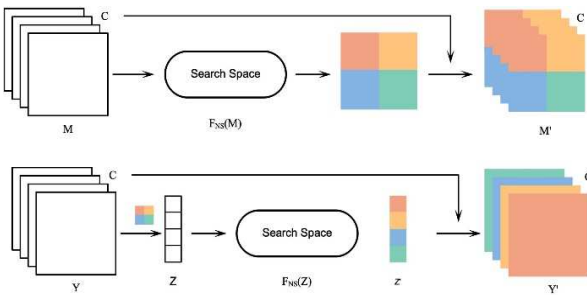 C
C
Search Space
M
F_NS(M)
M'
C
C
Search Space
Y
Z
F_NS(Z)
z'
Y'